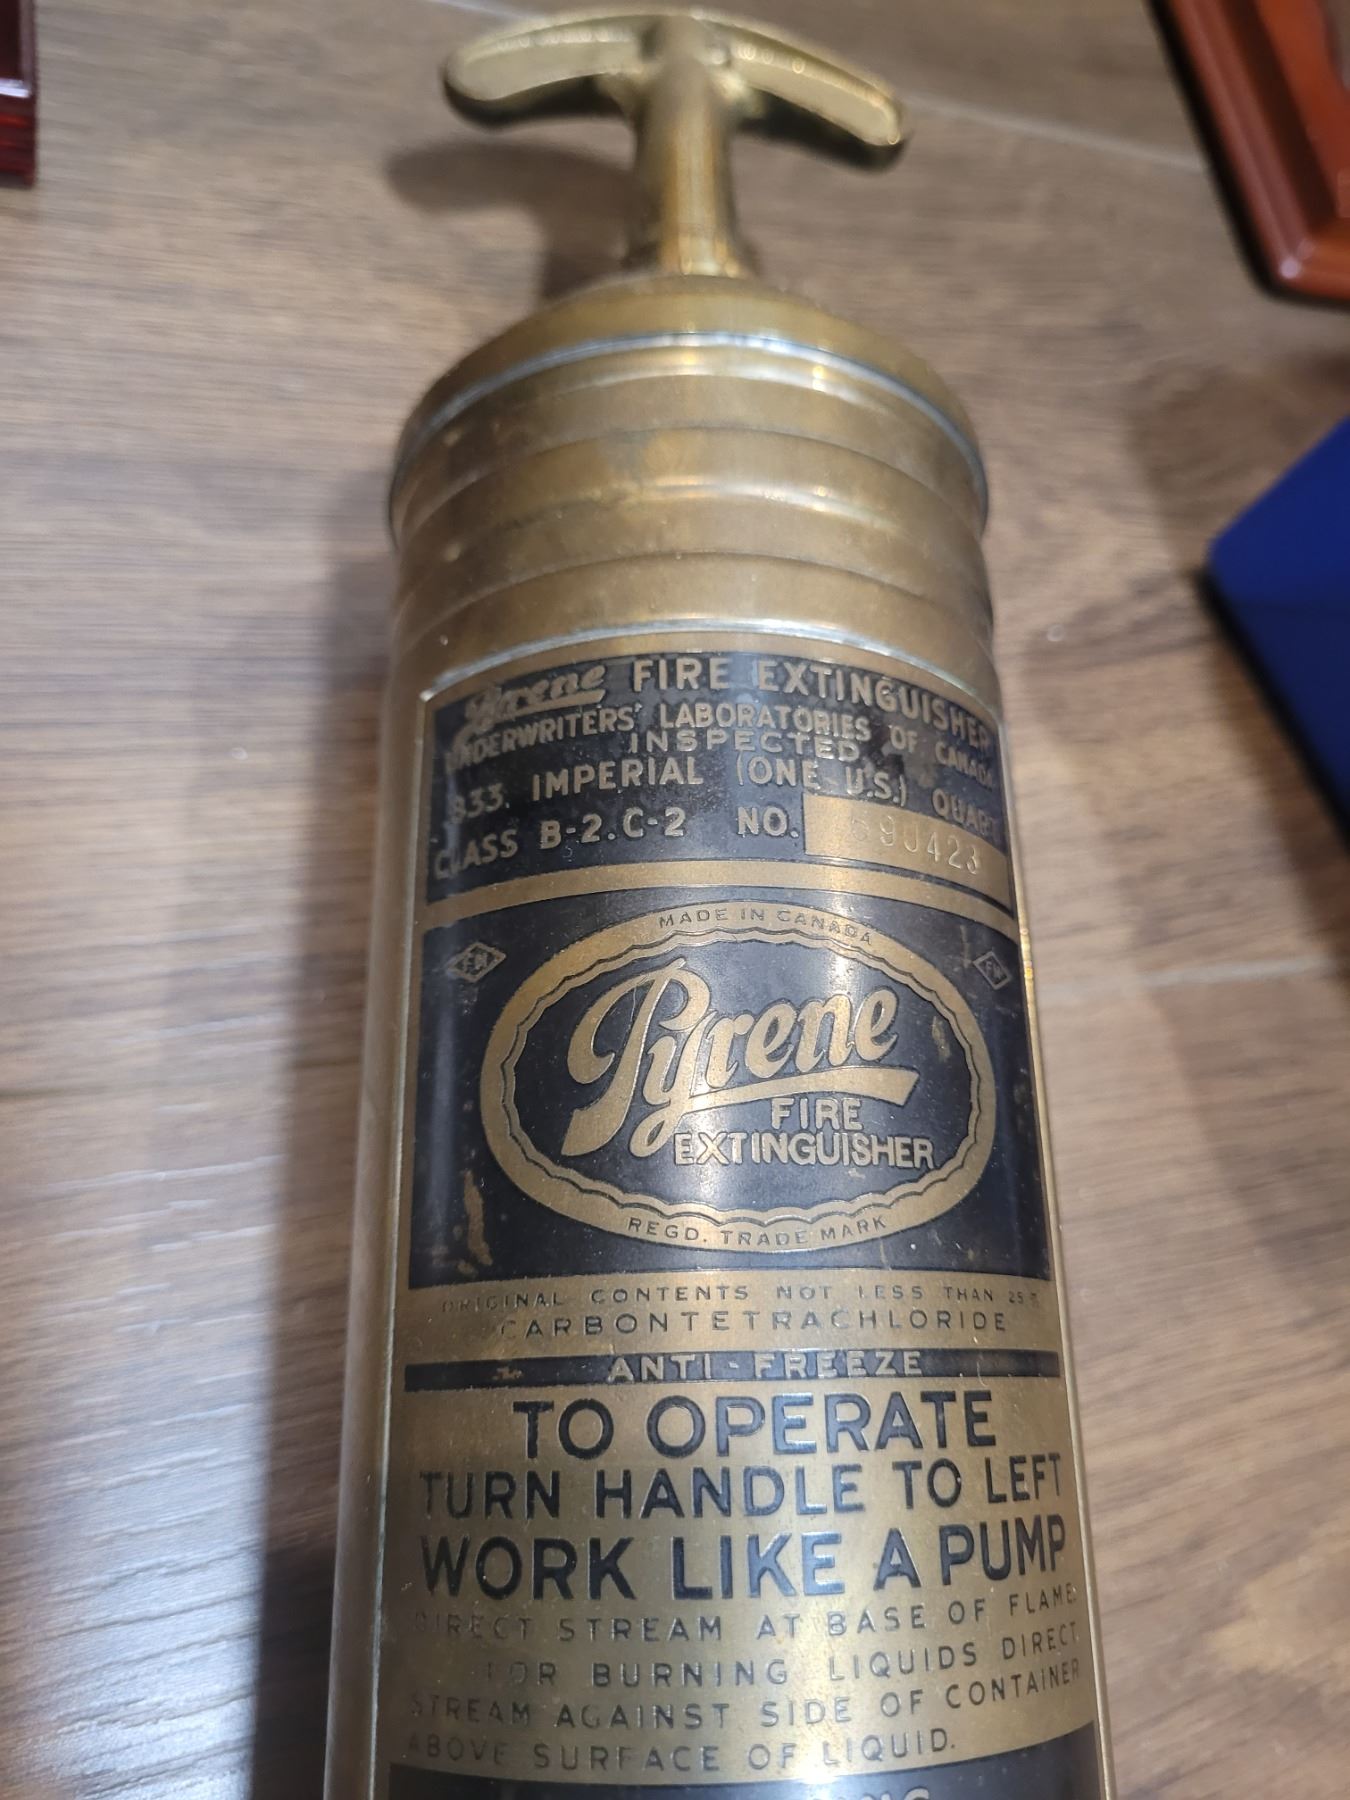 Pyrene FIRE EXTINGUISHER
UNDERWRITERS' LABORATORIES OF CANADA
INSPECTED
.833 IMPERIAL (ONE U.S.) QUART
CLASS B-2.C-2 NO. 590423
MADE IN CANADA
Pyrene
FIRE
EXTINGUISHER
REGD. TRADE MARK
ORIGINAL CONTENTS NOT LESS THAN 25
CARBONTETRACHLORIDE
ANTI-FREEZE
TO OPERATE
TURN HANDLE TO LEFT
WORK LIKE A PUMP
DIRECT STREAM AT BASE OF FLAME.
FOR BURNING LIQUIDS DIRECT
STREAM AGAINST SIDE OF CONTAINER
ABOVE SURFACE OF LIQUID.